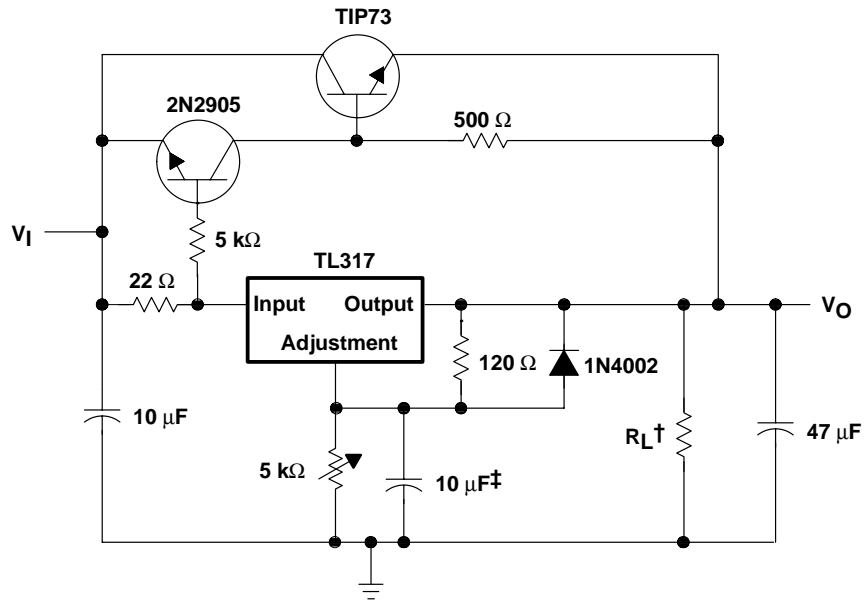 TIP73
2N2905
500 Ω
VI
5 kΩ
TL317
22 Ω
Input Output
VO
Adjustment
120 Ω
1N4002
10 μF
RL†
47 μF
5 kΩ
10 μF‡